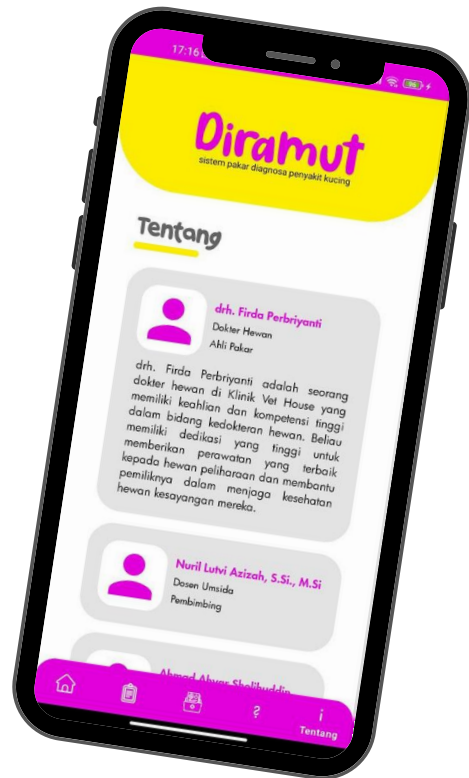 17:16
Diramut
sistem pakar diagnosa penyakit kucing
Tentang
drh. Firda Perbriyanti
Dokter Hewan
Ahli Pakar
drh. Firda Perbriyanti adalah seorang
dokter hewan di Klinik Vet House yang
memiliki keahlian dan kompetensi tinggi
dalam bidang kedokteran hewan. Beliau
memiliki dedikasi yang tinggi untuk
memberikan perawatan yang terbaik
kepada hewan peliharaan dan membantu
pemiliknya dalam menjaga kesehatan
hewan kesayangan mereka.
Nuril Lutvi Azizah, S.Si., M.Si
Dosen Umsida
Pembimbing
Ahmad Ahyar Sholihuddin
?
i
Tentang